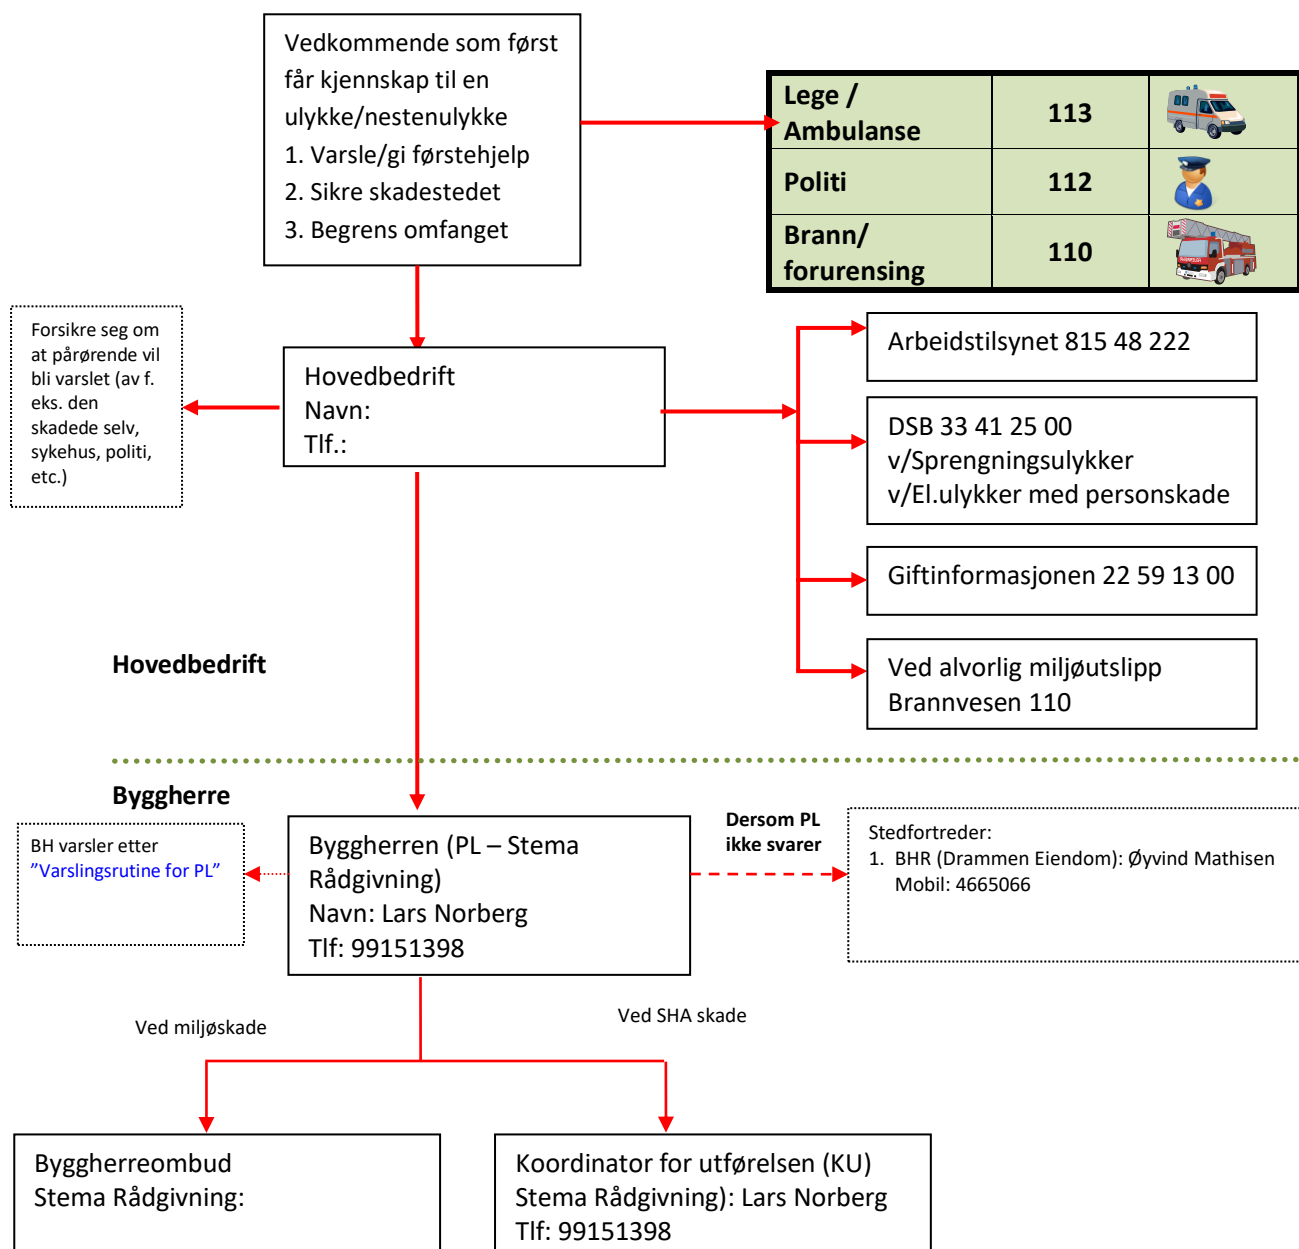 Vedkommende som først
får kjennskap til en
ulykke/nestenulykke
1. Varsle/gi førstehjelp
2. Sikre skadestedet
3. Begrens omfanget
Lege /
Ambulanse
113
Politi
112
Brann/
forurensing
110
Forsikre seg om
at pårørende vil
bli varslet (av f.
eks. den
skadede selv,
sykehus, politi,
etc.)
Hovedbedrift
Navn:
Tlf.:
Arbeidstilsynet 815 48 222
DSB 33 41 25 00
v/Sprengningsulykker
v/El.ulykker med personskade
Giftinformasjonen 22 59 13 00
Ved alvorlig miljøutslipp
Brannvesen 110
Hovedbedrift
Byggherre
BH varsler etter
”Varslingsrutine for PL”
Byggherren (PL – Stema
Rådgivning)
Navn: Lars Norberg
Tlf: 99151398
Dersom PL
ikke svarer
Stedfortreder:
1. BHR (Drammen Eiendom): Øyvind Mathisen
Mobil: 4665066
Ved miljøskade
Ved SHA skade
Byggherreombud
Stema Rådgivning:
Koordinator for utførelsen (KU)
Stema Rådgivning): Lars Norberg
Tlf: 99151398